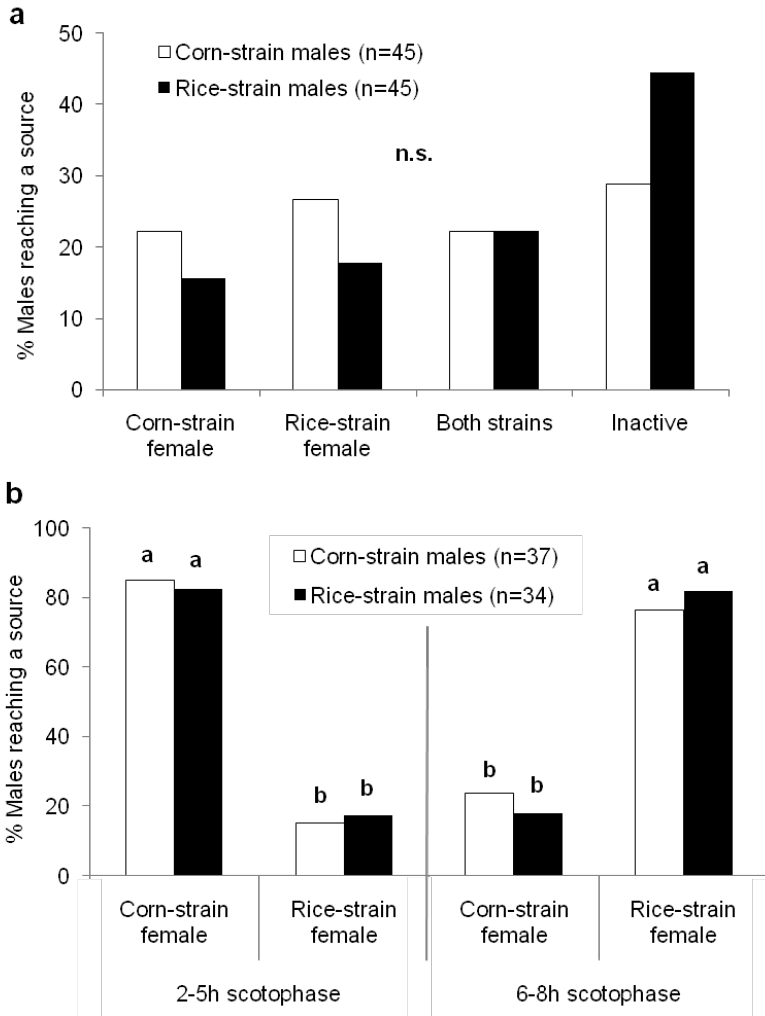 a
50
40
30
20
10
0
% Males reaching a source
Corn-strain males (n=45)
Rice-strain males (n=45)
n.s.
Corn-strain
female
Rice-strain
female
Both strains
Inactive
b
100
80
60
40
20
0
% Males reaching a source
Corn-strain males (n=37)
Rice-strain males (n=34)
a a
b b
b b
a a
Corn-strain
female
Rice-strain
female
Corn-strain
female
Rice-strain
female
2-5h scotophase
6-8h scotophase